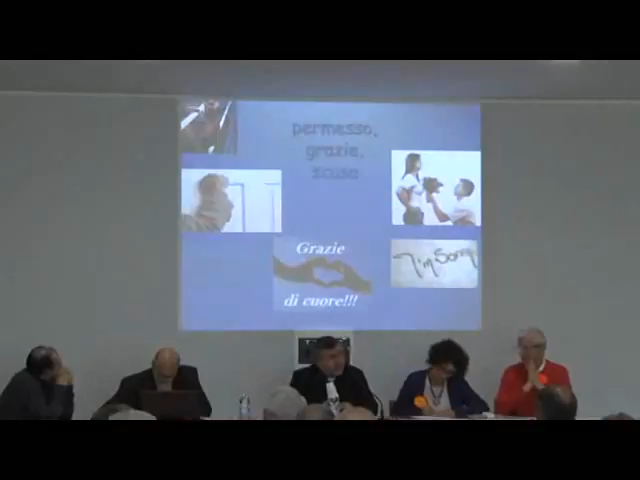 permesso,
grazie,
scusa
Grazie
di cuore!!!
I'm Sorry